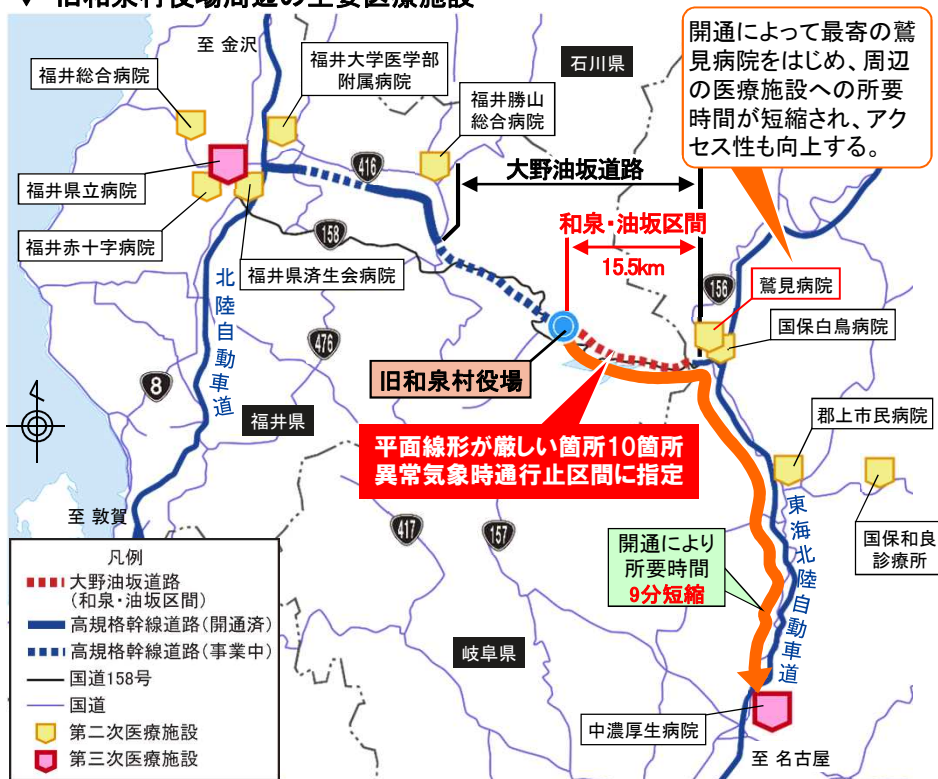 ▼ 旧和泉村役場周辺の主要医療施設
至 金沢
福井総合病院
福井大学医学部
附属病院
石川県
開通によって最寄の鷲
見病院をはじめ、周辺
の医療施設への所要
時間が短縮され、アク
セス性も向上する。
福井勝山
総合病院
416
大野油坂道路
福井県立病院
和泉・油坂区間
15.5km
福井赤十字病院
158
福井県済生会病院
156
鷲見病院
国保白鳥病院
北陸自動車道
476
旧和泉村役場
8
福井県
平面線形が厳しい箇所10箇所
異常気象時通行止区間に指定
郡上市民病院
至 敦賀
417
157
東海北陸自動車道
国保和良
診療所
開通により
所要時間
9分短縮
凡例
大野油坂道路
(和泉・油坂区間)
高規格幹線道路(開通済)
高規格幹線道路(事業中)
国道158号
国道
第二次医療施設
第三次医療施設
岐阜県
中濃厚生病院
至 名古屋